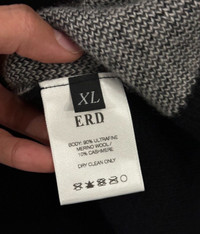 XL
ERD
BODY: 90% ULTRAFINE
MERINO WOOL /
10% CASHMERE
DRY CLEAN ONLY